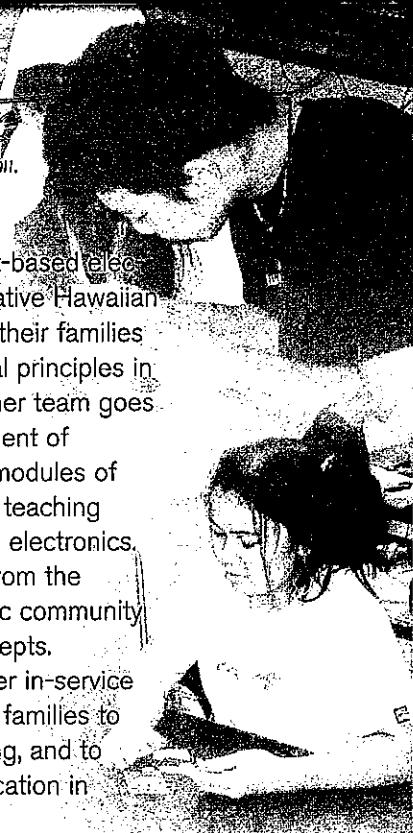 -based elec-
ative Hawaiian
their families
al principles in
er team goes
ent of
modules of
teaching
electronics.
rom the
c community
epts.
er in-service
families to
g, and to
cation in